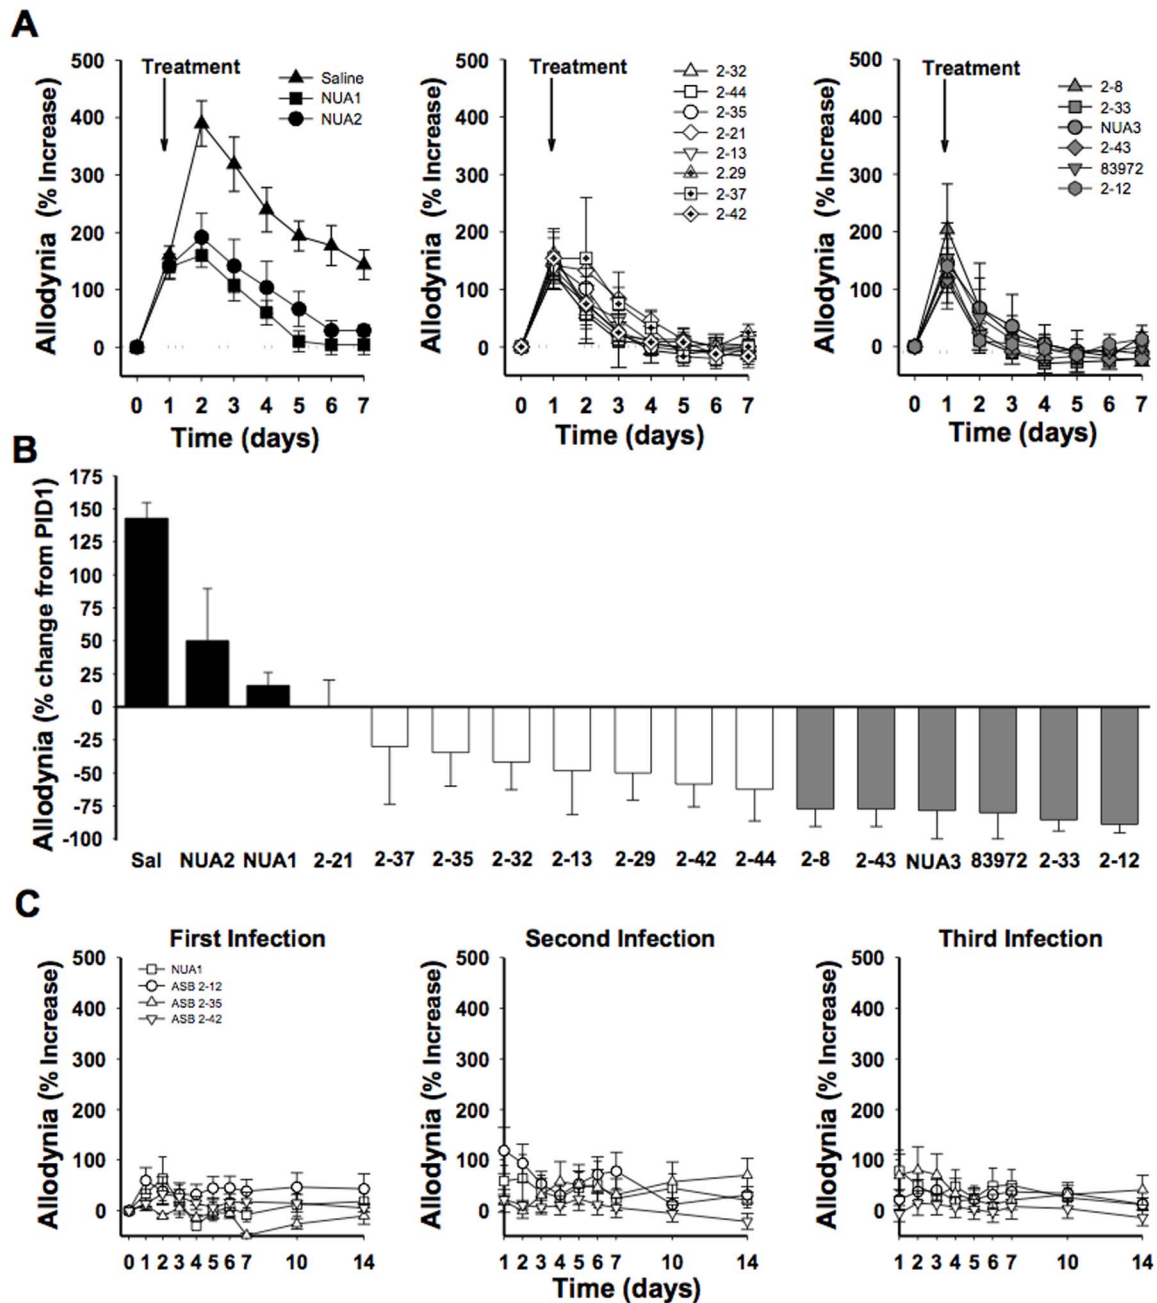 A
Allodynia (% Increase)
500
400
300
200
100
0
Treatment
Saline
NUA1
NUA2
0 1 2 3 4 5 6 7
Time (days)
Allodynia (% Increase)
500
400
300
200
100
0
Treatment
2-32
2-44
2-35
2-21
2-13
2.29
2-37
2-42
0 1 2 3 4 5 6 7
Time (days)
Allodynia (% Increase)
500
400
300
200
100
0
Treatment
2-8
2-33
NUA3
2-43
83972
2-12
0 1 2 3 4 5 6 7
Time (days)
B
Allodynia (% change from PID1)
175
150
125
100
75
50
25
0
-25
-50
-75
-100
Sal NUA2 NUA1 2-21 2-37 2-35 2-32 2-13 2-29 2-42 2-44 2-8 2-43 NUA3 83972 2-33 2-12
C
First Infection
Allodynia (% Increase)
500
400
300
200
100
0
NUA1
ASB 2-12
ASB 2-35
ASB 2-42
0 1 2 3 4 5 6 7 10 14
Second Infection
Allodynia (% Increase)
500
400
300
200
100
0
1 2 3 4 5 6 7 10 14
Time (days)
Third Infection
Allodynia (% Increase)
500
400
300
200
100
0
1 2 3 4 5 6 7 10 14